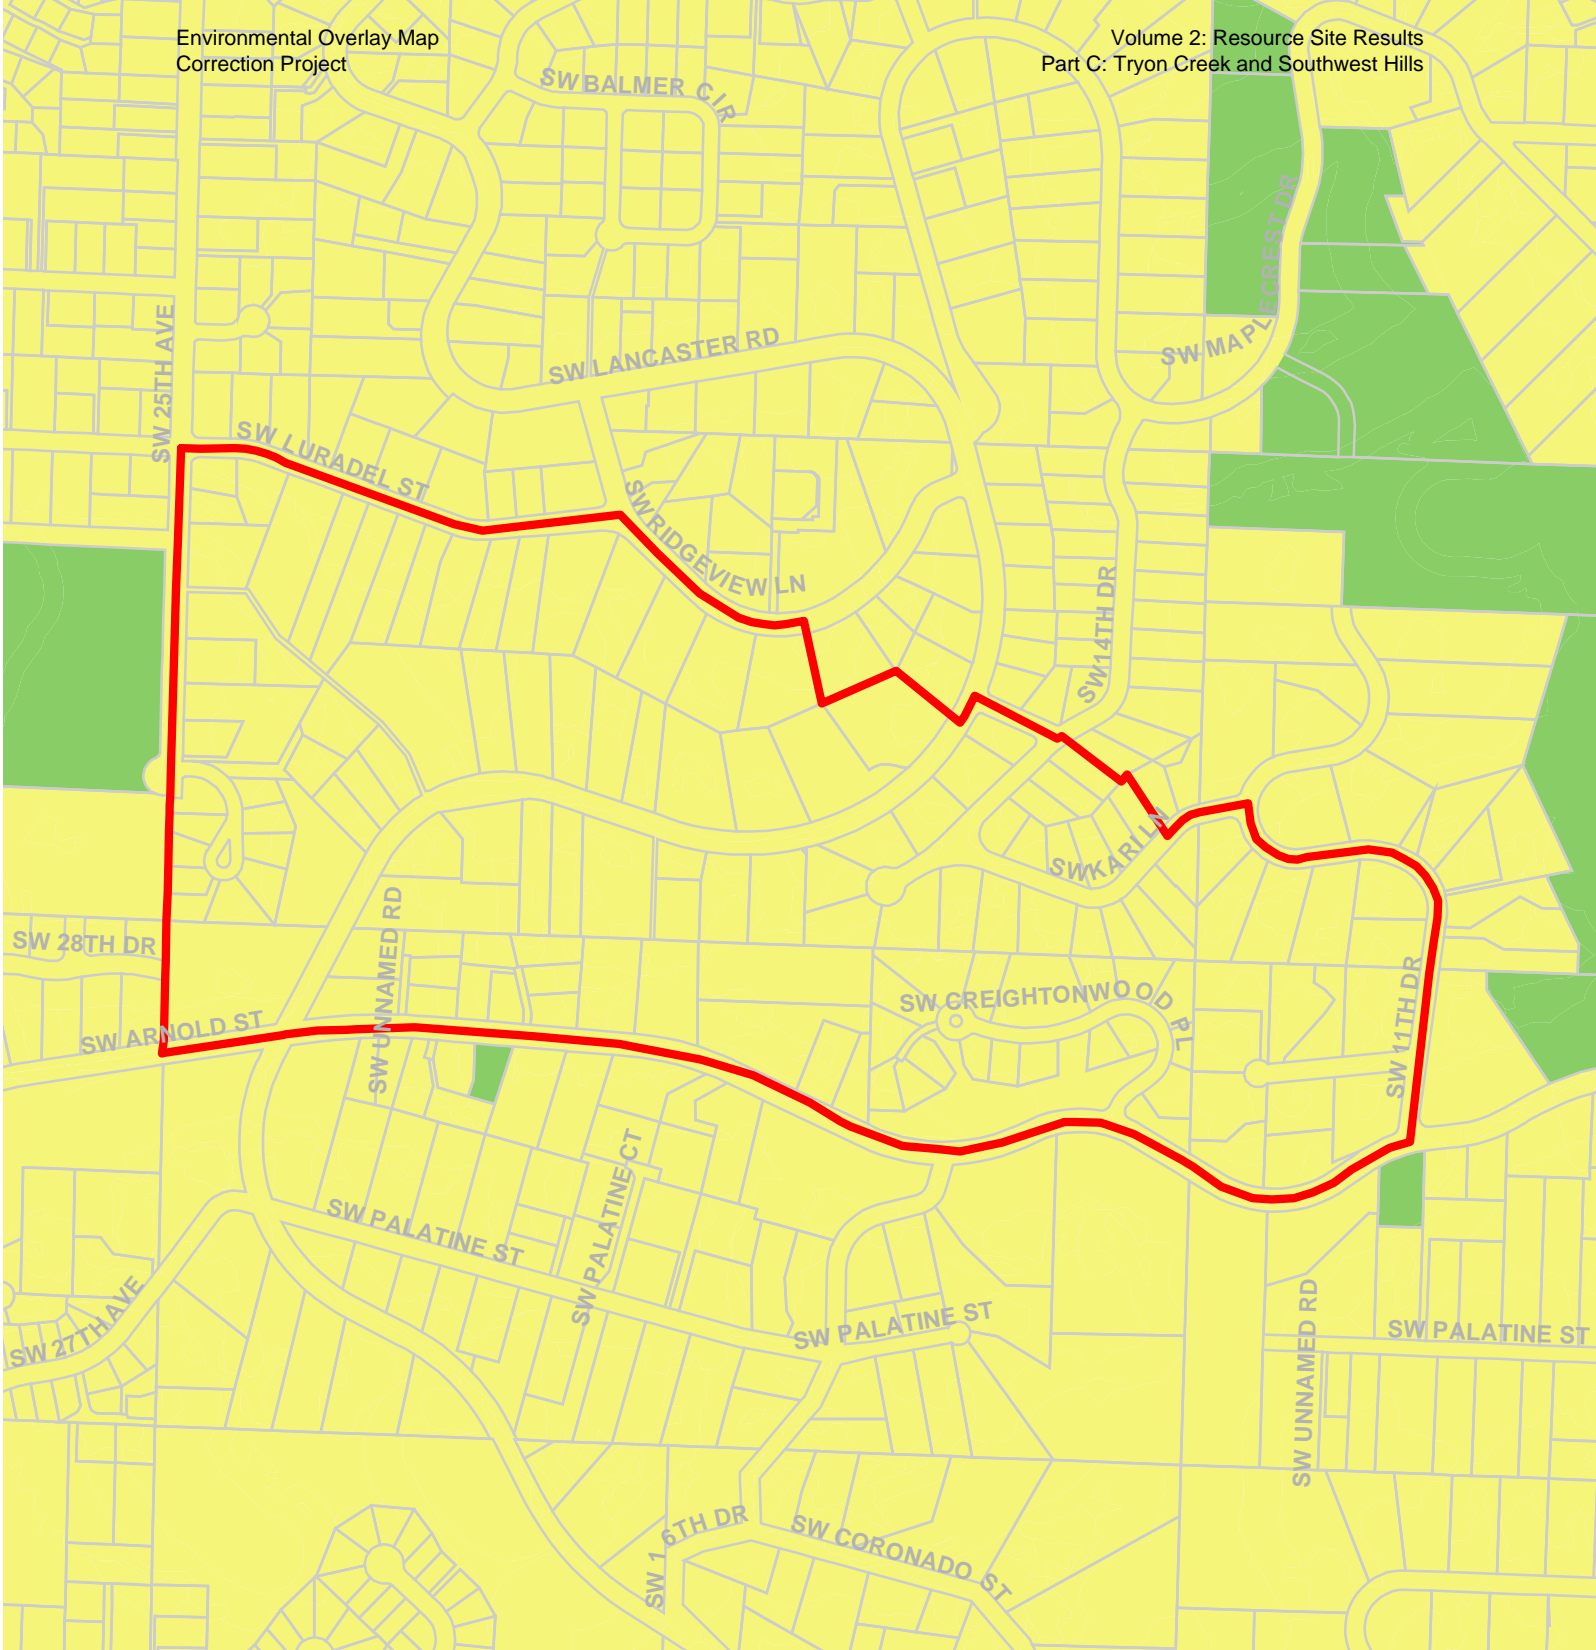 Environmental Overlay Map
Correction Project
Volume 2: Resource Site Results
Part C: Tryon Creek and Southwest Hills
SW BALMER CIR
SW MAPLECREST DR
SW LANCASTER RD
SW 25TH AVE
SW LURADEL ST
SW RIDGEVIEW LN
SW 14TH DR
SW KARI LN
SW 28TH DR
SW UNNAMED RD
SW CREIGHTONWOOD PL
SW 11TH DR
SW ARNOLD ST
SW PALATINE CT
SW PALATINE ST
SW 27TH AVE
SW PALATINE ST
SW UNNAMED RD
SW PALATINE ST
SW 16TH DR
SW CORONADO ST